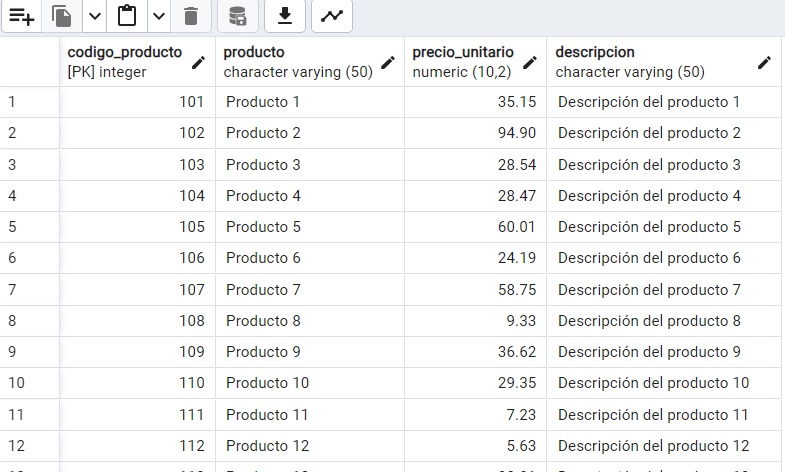 codigo_producto producto precio_unitario descripcion
[PK] integer character varying (50) numeric (10,2) character varying (50)
1 101 Producto 1 35.15 Descripción del producto 1
2 102 Producto 2 94.90 Descripción del producto 2
3 103 Producto 3 28.54 Descripción del producto 3
4 104 Producto 4 28.47 Descripción del producto 4
5 105 Producto 5 60.01 Descripción del producto 5
6 106 Producto 6 24.19 Descripción del producto 6
7 107 Producto 7 58.75 Descripción del producto 7
8 108 Producto 8 9.33 Descripción del producto 8
9 109 Producto 9 36.62 Descripción del producto 9
10 110 Producto 10 29.35 Descripción del producto 10
11 111 Producto 11 7.23 Descripción del producto 11
12 112 Producto 12 5.63 Descripción del producto 12